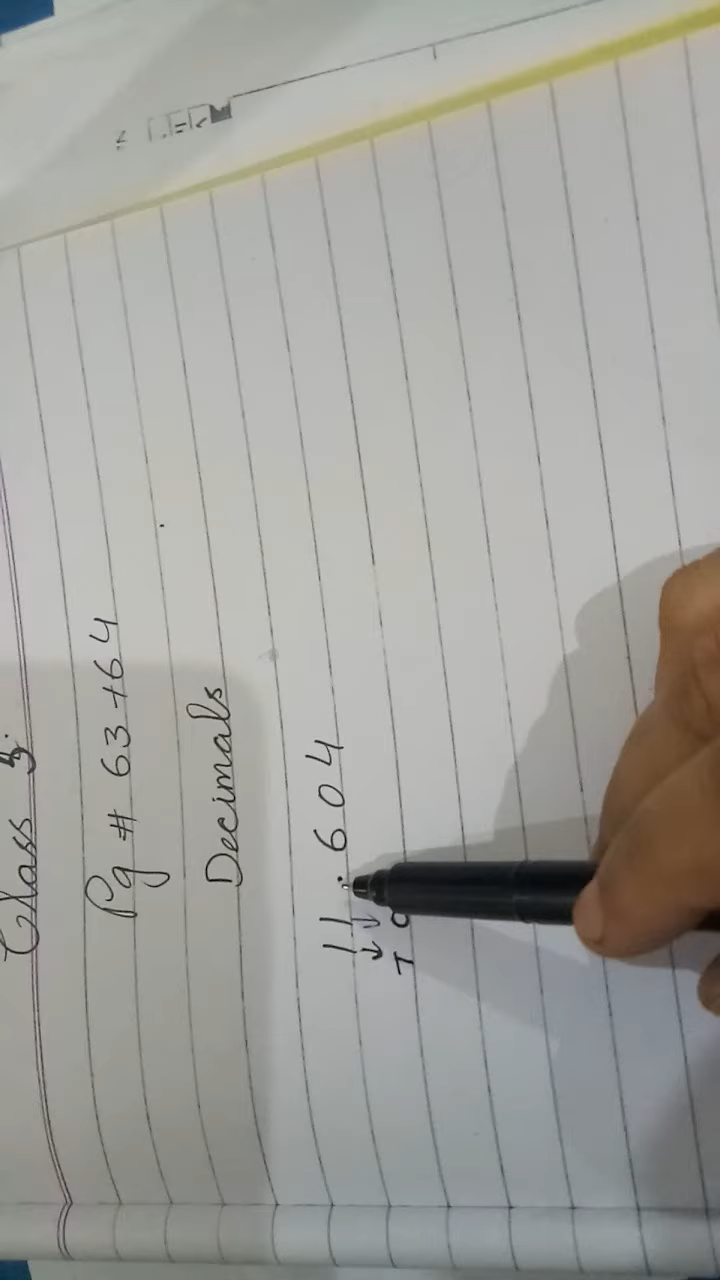 Class 5.
Pg # 63+64
Decimals
11.604
↓ ↓
T O